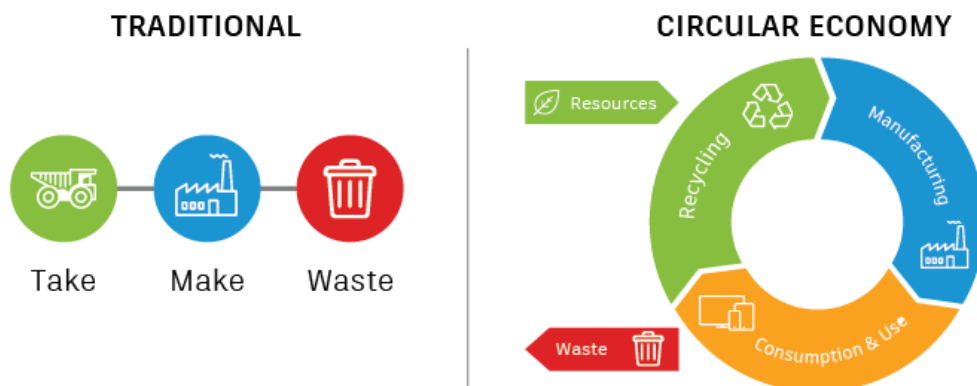 TRADITIONAL
Take
Make
Waste
CIRCULAR ECONOMY
Resources
Recycling
Manufacturing
Consumption & Use
Waste